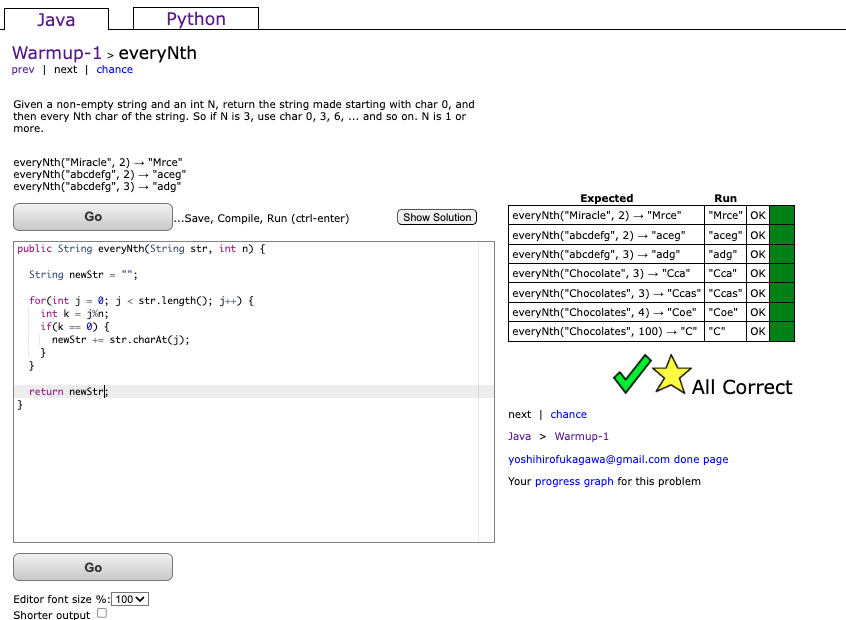 Java
Python
Warmup-1 > everyNth
prev | next | chance
Given a non-empty string and an int N, return the string made starting with char 0, and
then every Nth char of the string. So if N is 3, use char 0, 3, 6, ... and so on. N is 1 or
more.
everyNth("Miracle", 2) → "Mrce"
everyNth("abcdefg", 2) → "aceg"
everyNth("abcdefg", 3) → "adg"
Go
...Save, Compile, Run (ctrl-enter)
Show Solution
public String everyNth(String str, int n) {
String newStr = "";
for(int j = 0; j < str.length(); j++) {
int k = j%n;
if(k == 0) {
newStr += str.charAt(j);
}
}
return newStr;
}
Go
Editor font size %: 100
Shorter output
Expected Run
everyNth("Miracle", 2) → "Mrce" "Mrce" OK
everyNth("abcdefg", 2) → "aceg" "aceg" OK
everyNth("abcdefg", 3) → "adg" "adg" OK
everyNth("Chocolate", 3) → "Cca" "Cca" OK
everyNth("Chocolates", 3) → "Ccas" "Ccas" OK
everyNth("Chocolates", 4) → "Coe" "Coe" OK
everyNth("Chocolates", 100) → "C" "C" OK
All Correct
next | chance
Java > Warmup-1
yoshihirofukagawa@gmail.com done page
Your progress graph for this problem